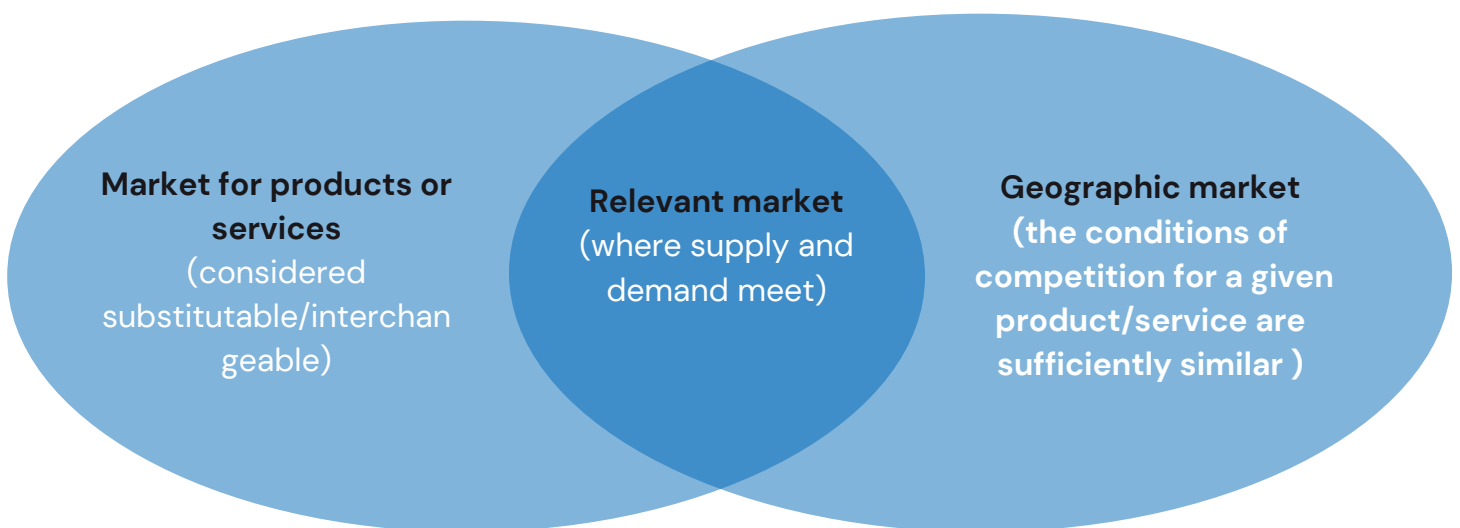 Market for products or
services
(considered
substitutable/interchan
geable)
Relevant market
(where supply and
demand meet)
Geographic market
(the conditions of
competition for a given
product/service are
sufficiently similar )